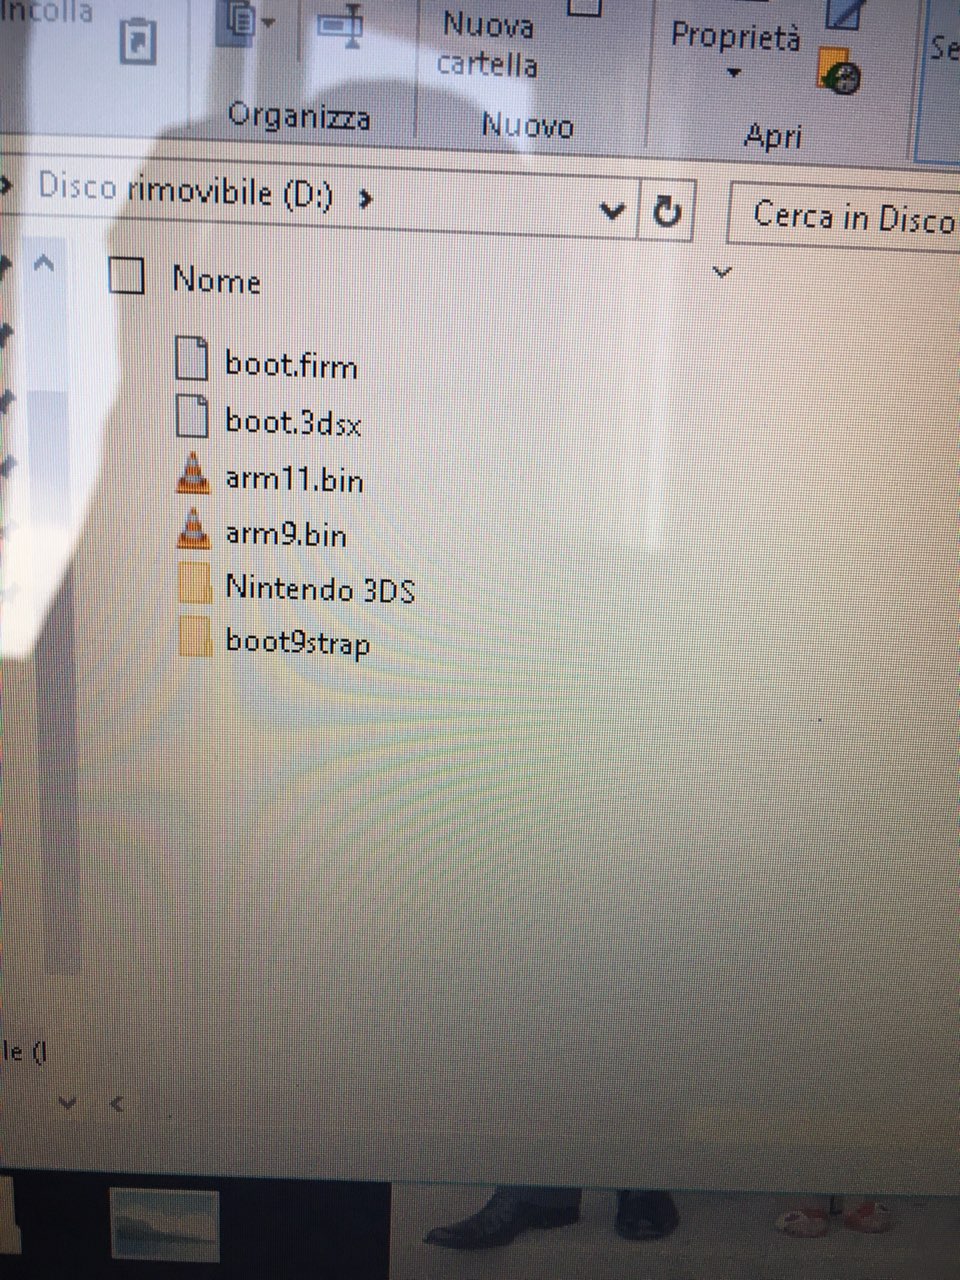 Incolla
Nuova
cartella
Proprietà
Se
Organizza
Nuovo
Apri
Disco rimovibile (D:)
Cerca in Disco
Nome
boot.firm
boot.3dsx
arm11.bin
arm9.bin
Nintendo 3DS
boot9strap
le (